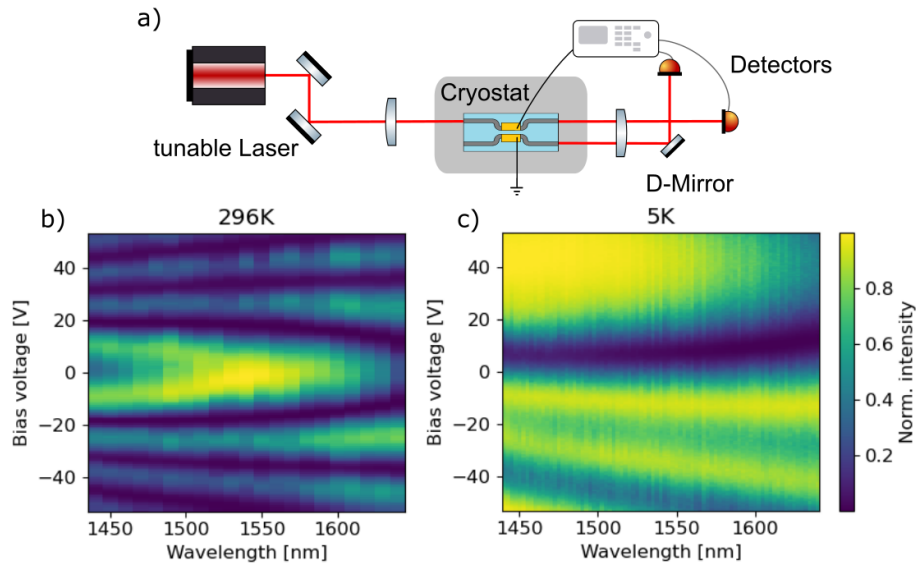 a)
tunable Laser
Cryostat
Detectors
D-Mirror
b)
296K
Bias voltage [V]
40
20
0
−20
−40
1450
1500
1550
1600
Wavelength [nm]
c)
5K
Bias voltage [V]
40
20
0
−20
−40
1450
1500
1550
1600
Wavelength [nm]
0.8
0.6
0.4
0.2
Norm. intensity